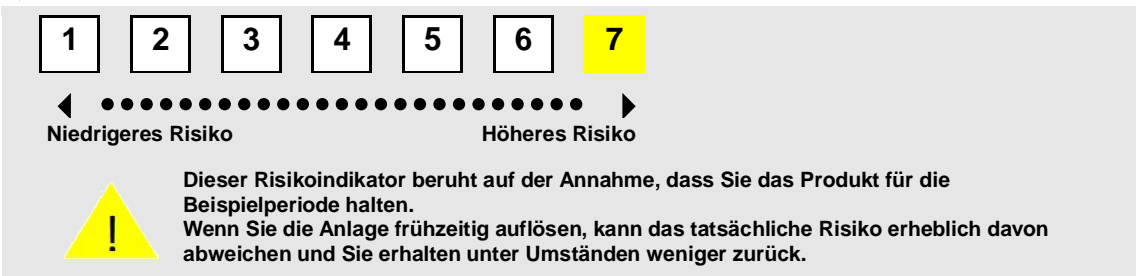 1 2 3 4 5 6 7
Niedrigeres Risiko Höheres Risiko
!
Dieser Risikoindikator beruht auf der Annahme, dass Sie das Produkt für die
Beispielperiode halten.
Wenn Sie die Anlage frühzeitig auflösen, kann das tatsächliche Risiko erheblich davon
abweichen und Sie erhalten unter Umständen weniger zurück.